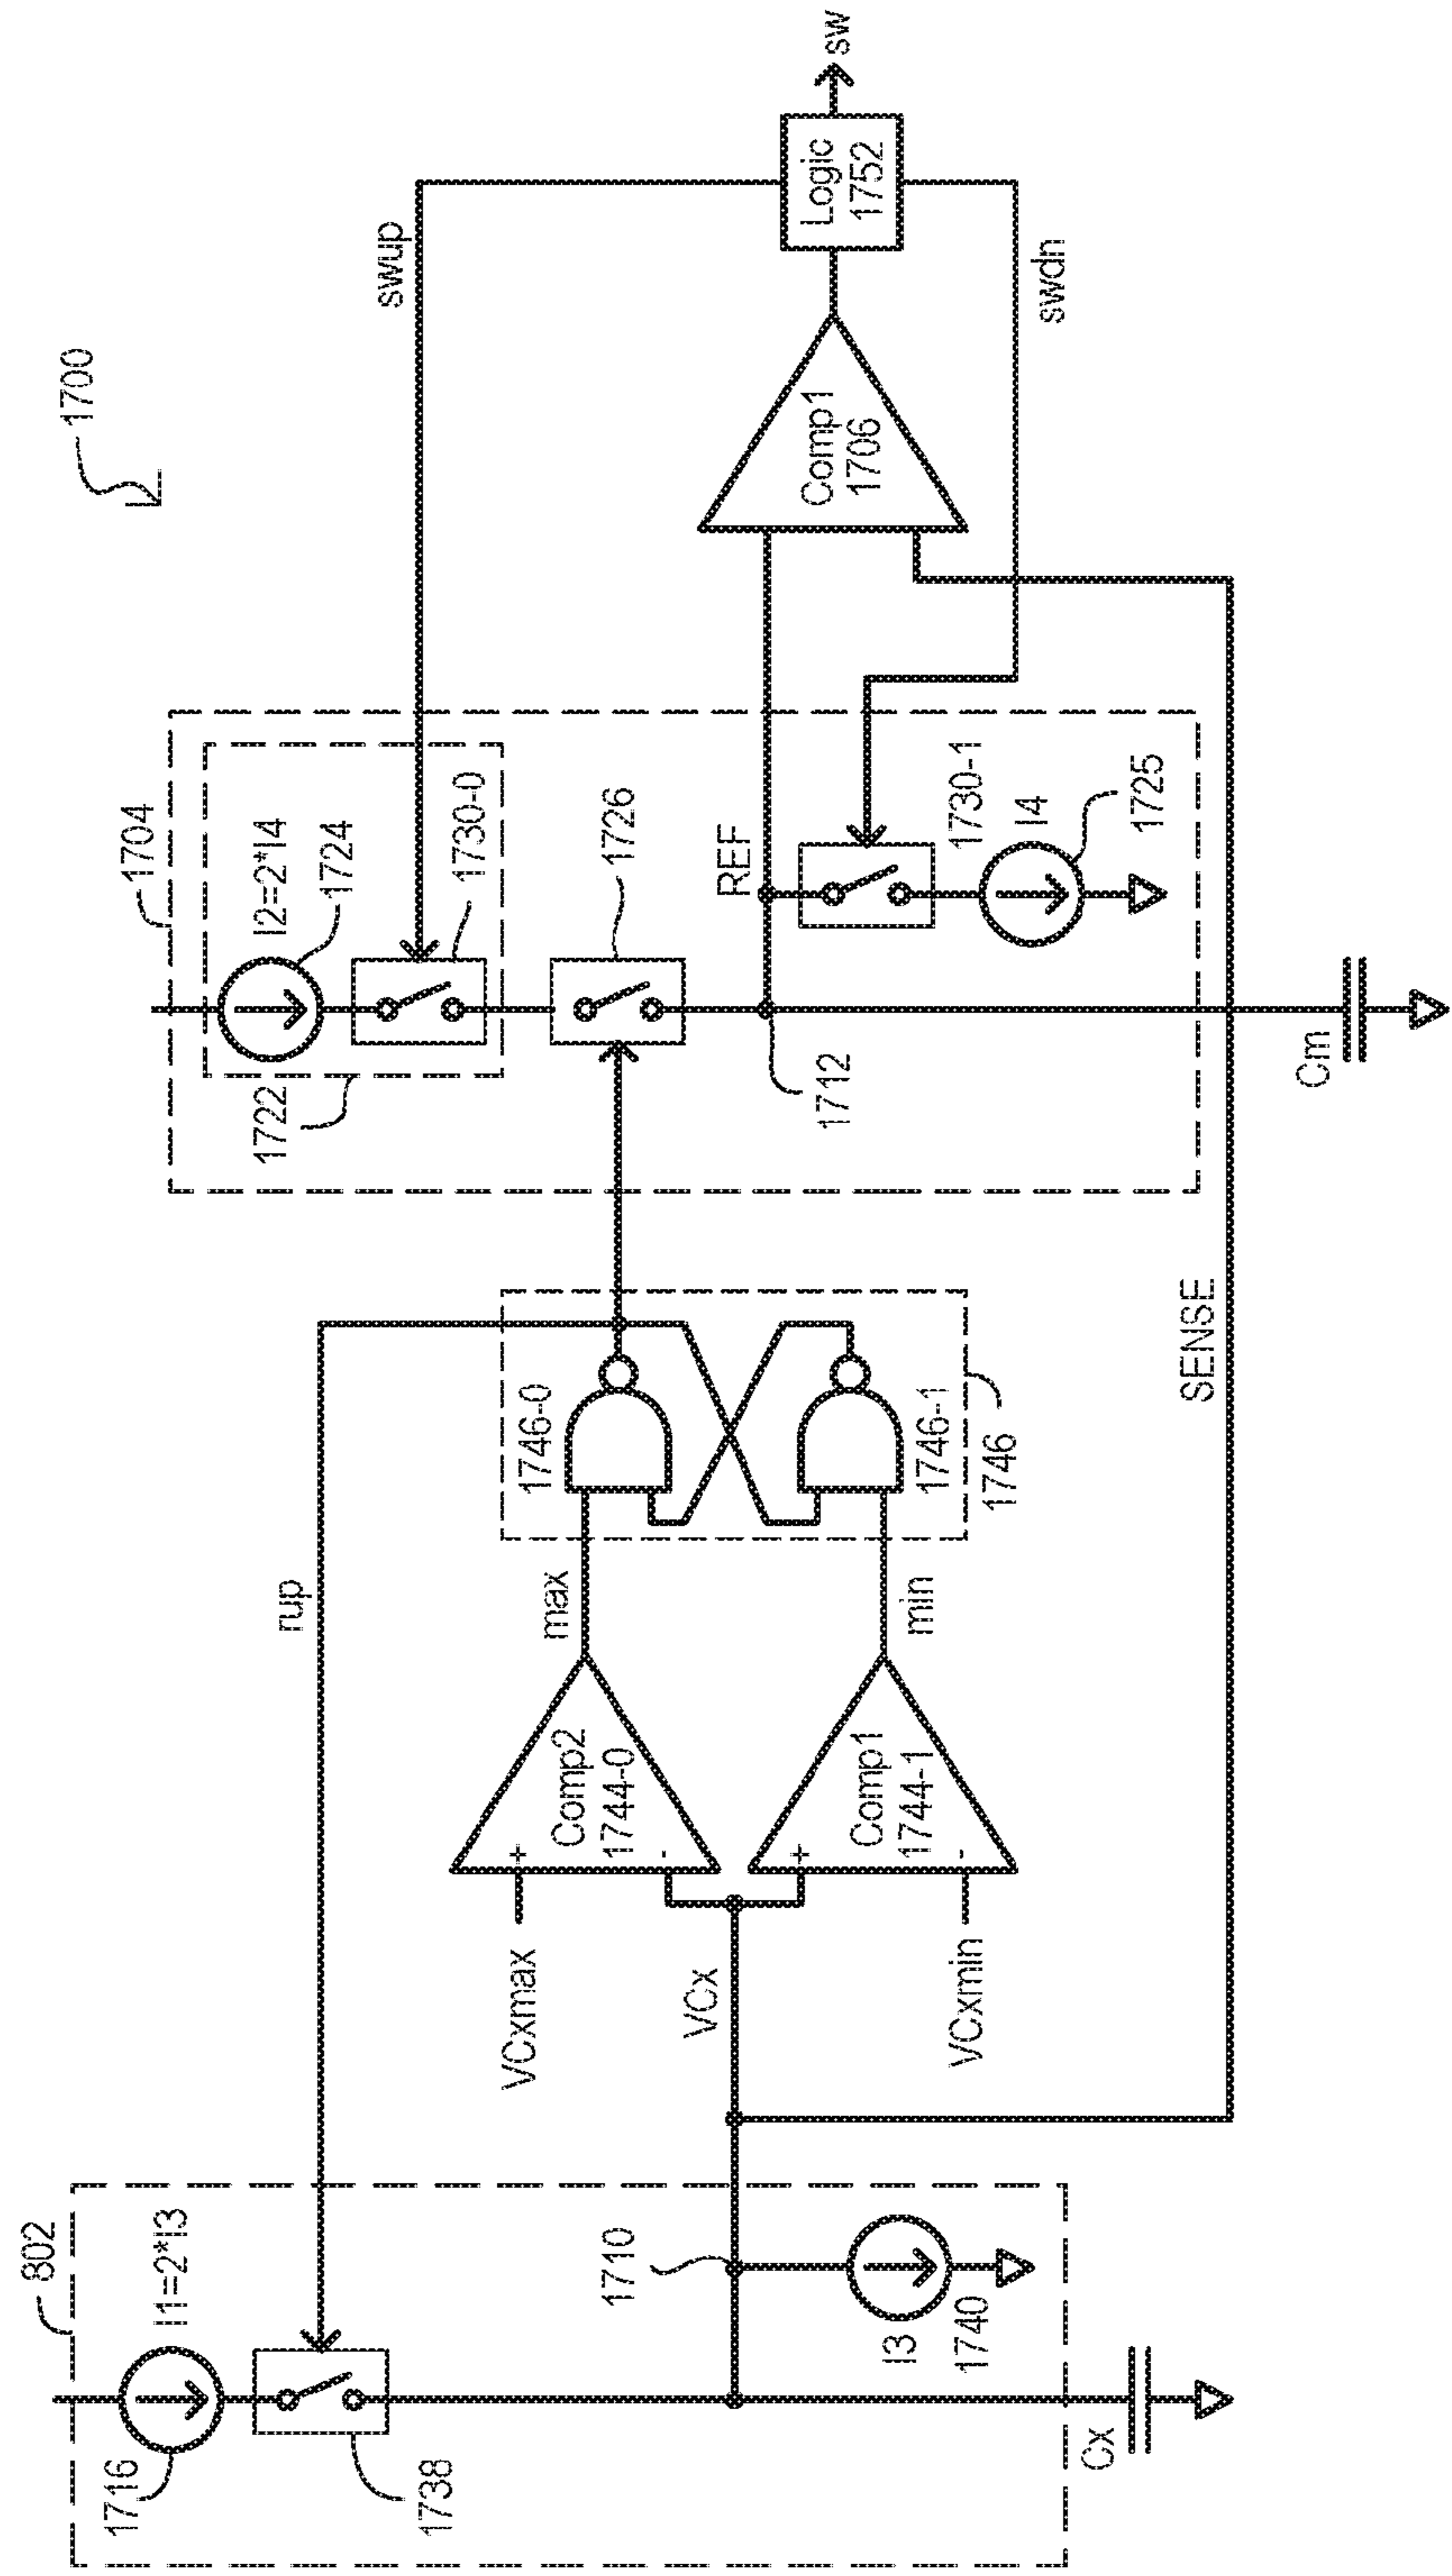 1700
802
I1=2*I3
1716
1738
1710
I3
1740
Cx
rup
VCxmax
VCx
VCxmin
+
-
Comp2
1744-0
+
-
Comp1
1744-1
max
min
1746-0
1746-1
1746
SENSE
1704
I2=2*I4
1724
1722
1730-0
1726
1712
REF
1730-1
I4
1725
Cm
swup
Comp1
1706
swdn
Logic
1752
sw